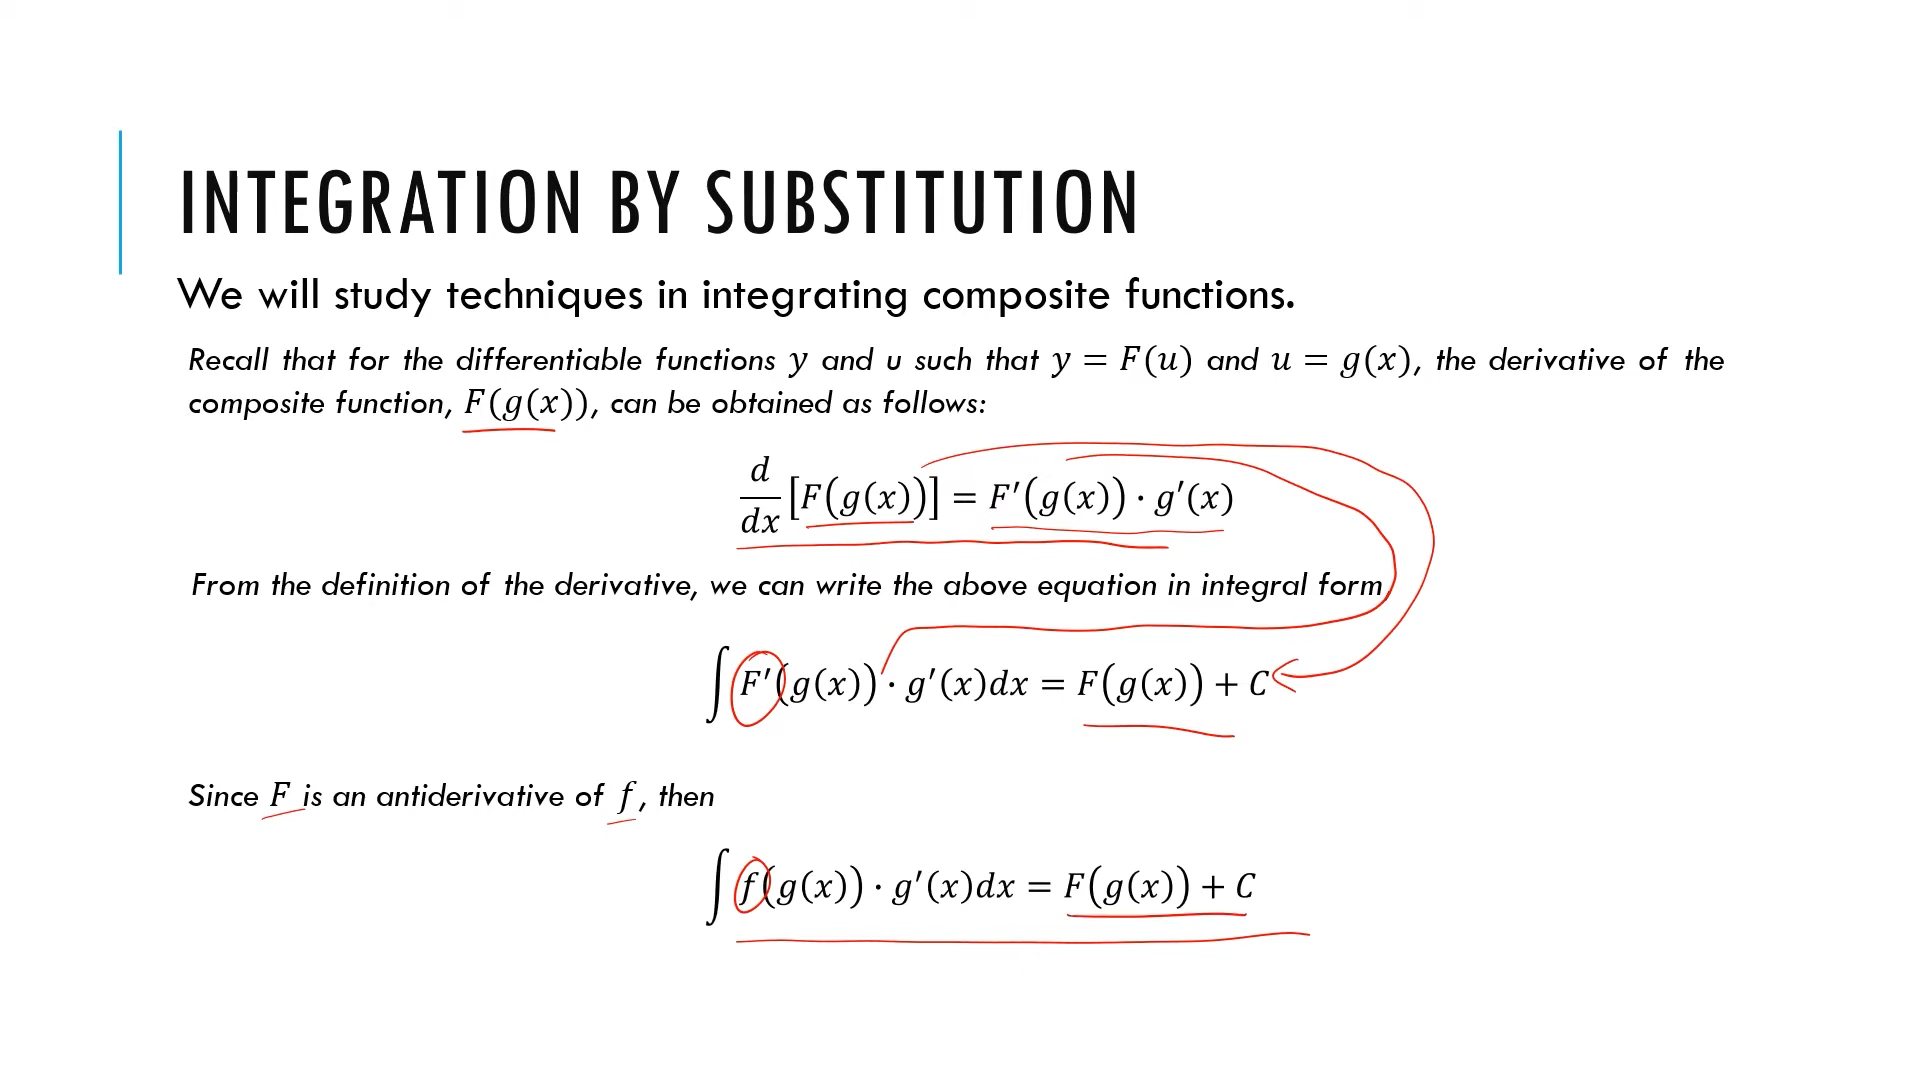 INTEGRATION BY SUBSTITUTION
We will study techniques in integrating composite functions.
Recall that for the differentiable functions y and u such that y = F(u) and u = g(x), the derivative of the
composite function, F(g(x)), can be obtained as follows:
d/dx [F(g(x))] = F′(g(x)) · g′(x)
From the definition of the derivative, we can write the above equation in integral form
∫ F′(g(x)) · g′(x)dx = F(g(x)) + C
Since F is an antiderivative of f, then
∫ f(g(x)) · g′(x)dx = F(g(x)) + C